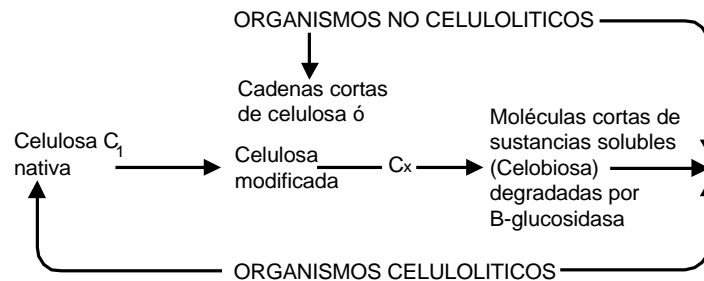 ORGANISMOS NO CELULOLITICOS
Cadenas cortas
de celulosa ó
Celulosa C1
nativa
Celulosa
modificada
Cx
Moléculas cortas de
sustancias solubles
(Celobiosa)
degradadas por
B-glucosidasa
ORGANISMOS CELULOLITICOS